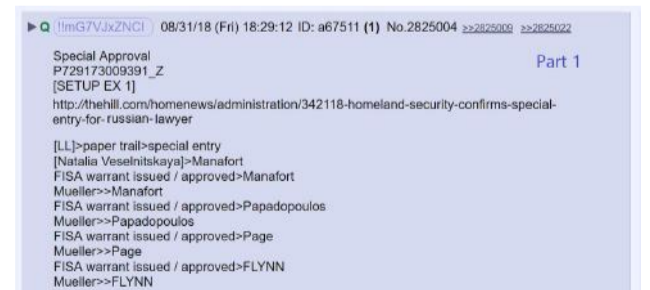 ▶ Q !!mG7VJxZNCI 08/31/18 (Fri) 18:29:12 ID: a67511 (1) No.2825004 >>2825009 >>2825022
Special Approval
Part 1
P729173009391_Z
[SETUP EX 1]
http://thehill.com/homenews/administration/342118-homeland-security-confirms-special-
entry-for-russian-lawyer
[LL]>paper trail>special entry
[Natalia Veselnitskaya]>Manafort
FISA warrant issued / approved>Manafort
Mueller>>Manafort
FISA warrant issued / approved>Papadopoulos
Mueller>>Papadopoulos
FISA warrant issued / approved>Page
Mueller>>Page
FISA warrant issued / approved>FLYNN
Mueller>>FLYNN